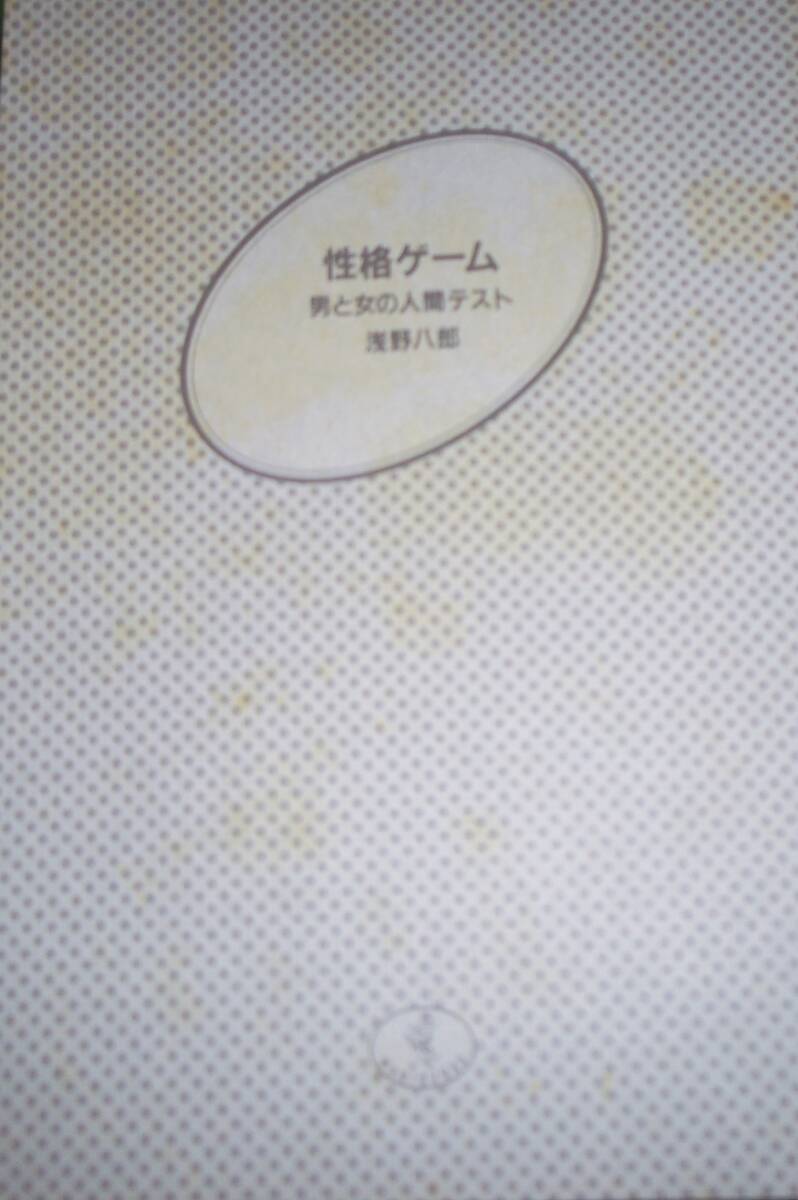 性格ゲーム
男と女の人間テスト
浅野八郎